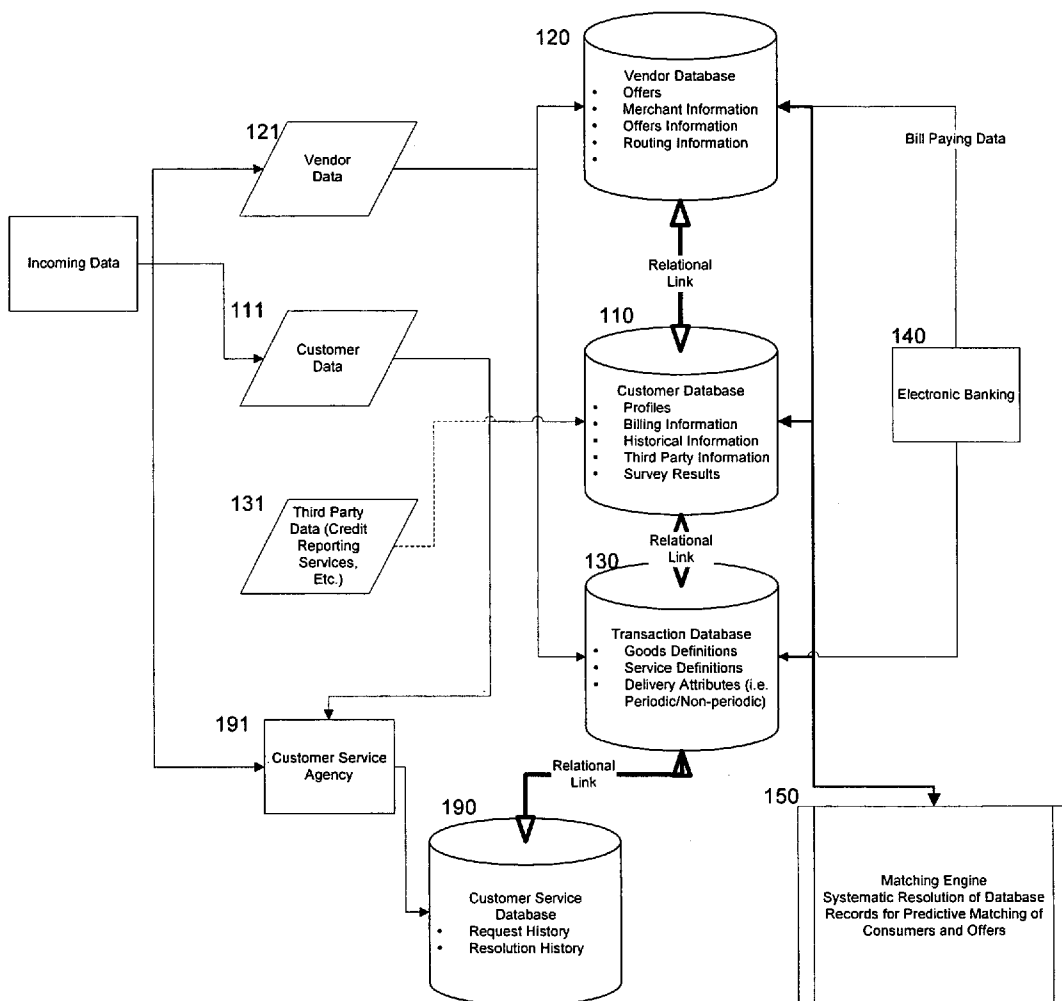 120
Vendor Database
• Offers
• Merchant Information
• Offers Information
• Routing Information
•
121
Vendor
Data
Bill Paying Data
Incoming Data
Relational
Link
111
Customer
Data
110
Customer Database
• Profiles
• Billing Information
• Historical Information
• Third Party Information
• Survey Results
140
Electronic Banking
131
Third Party
Data (Credit
Reporting
Services,
Etc.)
Relational
Link
130
Transaction Database
• Goods Definitions
• Service Definitions
• Delivery Attributes (i.e.
Periodic/Non-periodic)
191
Customer Service
Agency
Relational
Link
190
Customer Service
Database
• Request History
• Resolution History
150
Matching Engine
Systematic Resolution of Database
Records for Predictive Matching of
Consumers and Offers